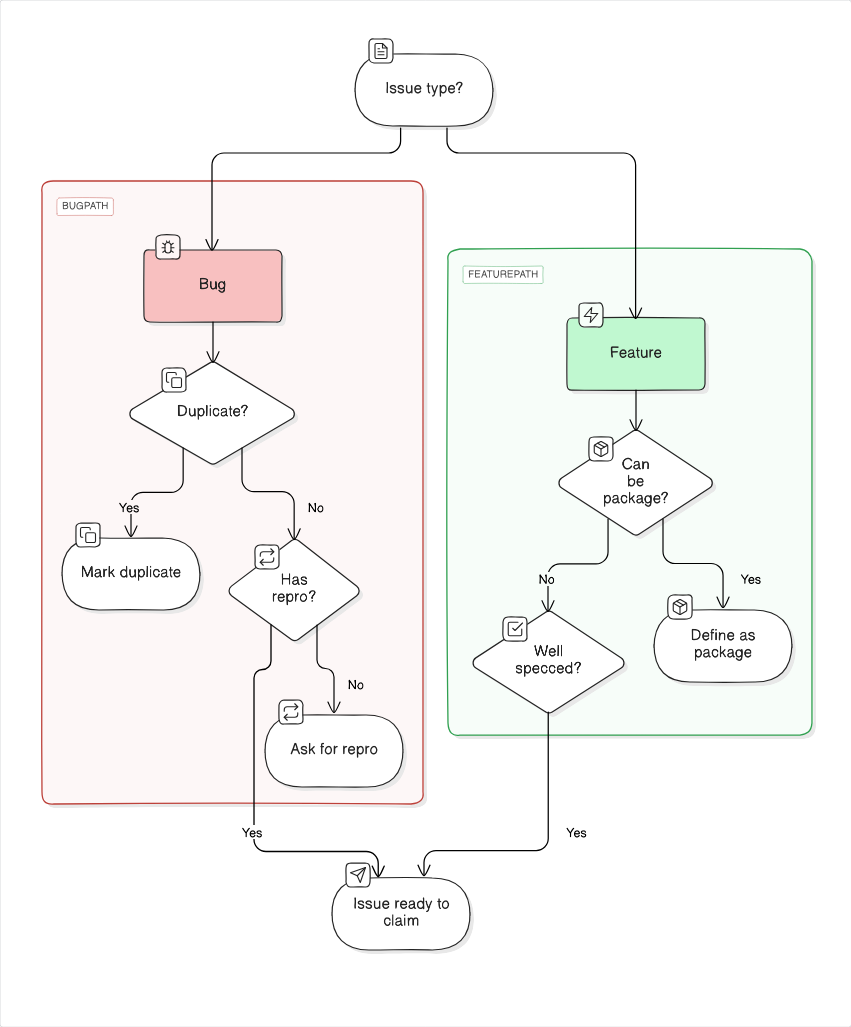 Issue type?
BUGPATH
Bug
Duplicate?
Yes
No
Mark duplicate
Has
repro?
No
Ask for repro
Yes
FEATUREPATH
Feature
Can
be
package?
No
Yes
Well
specced?
Define as
package
Yes
Issue ready to
claim